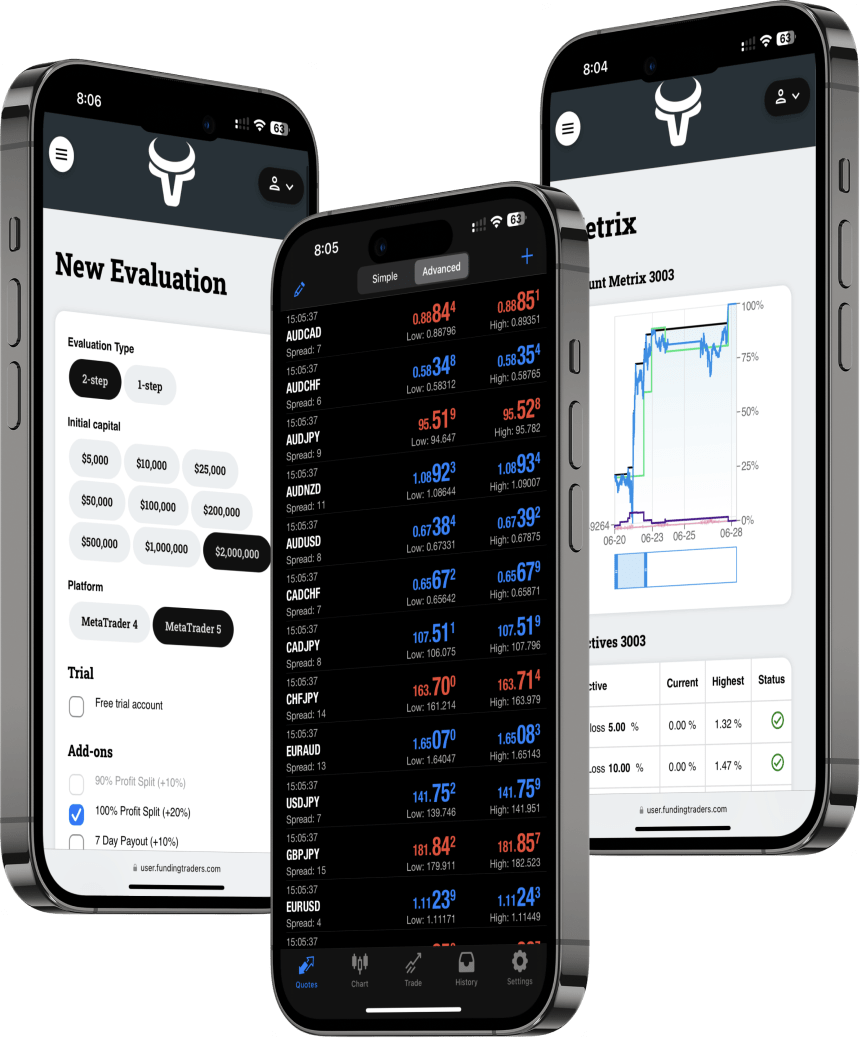 8:06
63
New Evaluation
Evaluation Type
2-step
1-step
Initial capital
$5,000
$10,000
$25,000
$50,000
$100,000
$200,000
$500,000
$1,000,000
$2,000,000
Platform
MetaTrader 4
MetaTrader 5
Trial
Free trial account
Add-ons
90% Profit Split (+10%)
100% Profit Split (+20%)
7 Day Payout (+10%)
user.fundingtraders.com
8:05
63
Simple
Advanced
15:05:37
AUDCAD 0.88844 0.88851
Spread: 7 Low: 0.88796 High: 0.89351
15:05:37
AUDCHF 0.58348 0.58354
Spread: 6 Low: 0.58312 High: 0.58765
15:05:37
AUDJPY 95.519 95.528
Spread: 9 Low: 94.647 High: 95.782
15:05:37
AUDNZD 1.08923 1.08934
Spread: 11 Low: 1.08644 High: 1.09007
15:05:37
AUDUSD 0.67384 0.67392
Spread: 8 Low: 0.67331 High: 0.67875
15:05:37
CADCHF 0.65672 0.65679
Spread: 7 Low: 0.65642 High: 0.65871
15:05:37
CADJPY 107.511 107.519
Spread: 8 Low: 106.075 High: 107.796
15:05:37
CHFJPY 163.700 163.714
Spread: 14 Low: 161.214 High: 163.979
15:05:37
EURAUD 1.65070 1.65083
Spread: 13 Low: 1.64047 High: 1.65143
15:05:37
USDJPY 141.752 141.759
Spread: 7 Low: 139.746 High: 141.951
15:05:37
GBPJPY 181.842 181.857
Spread: 15 Low: 179.911 High: 182.523
15:05:37
EURUSD 1.11239 1.11243
Spread: 4 Low: 1.11171 High: 1.11449
15:05:37
Quotes
Chart
Trade
History
Settings
8:04
63
etrix
unt Metrix 3003
100%
75%
50%
25%
0%
9264
06-20 06-23 06-25 06-28
ctives 3003
ctive Current Highest Status
loss 5.00 % 0.00 % 1.32 %
Loss 10.00 % 0.00 % 1.47 %
user.fundingtraders.com